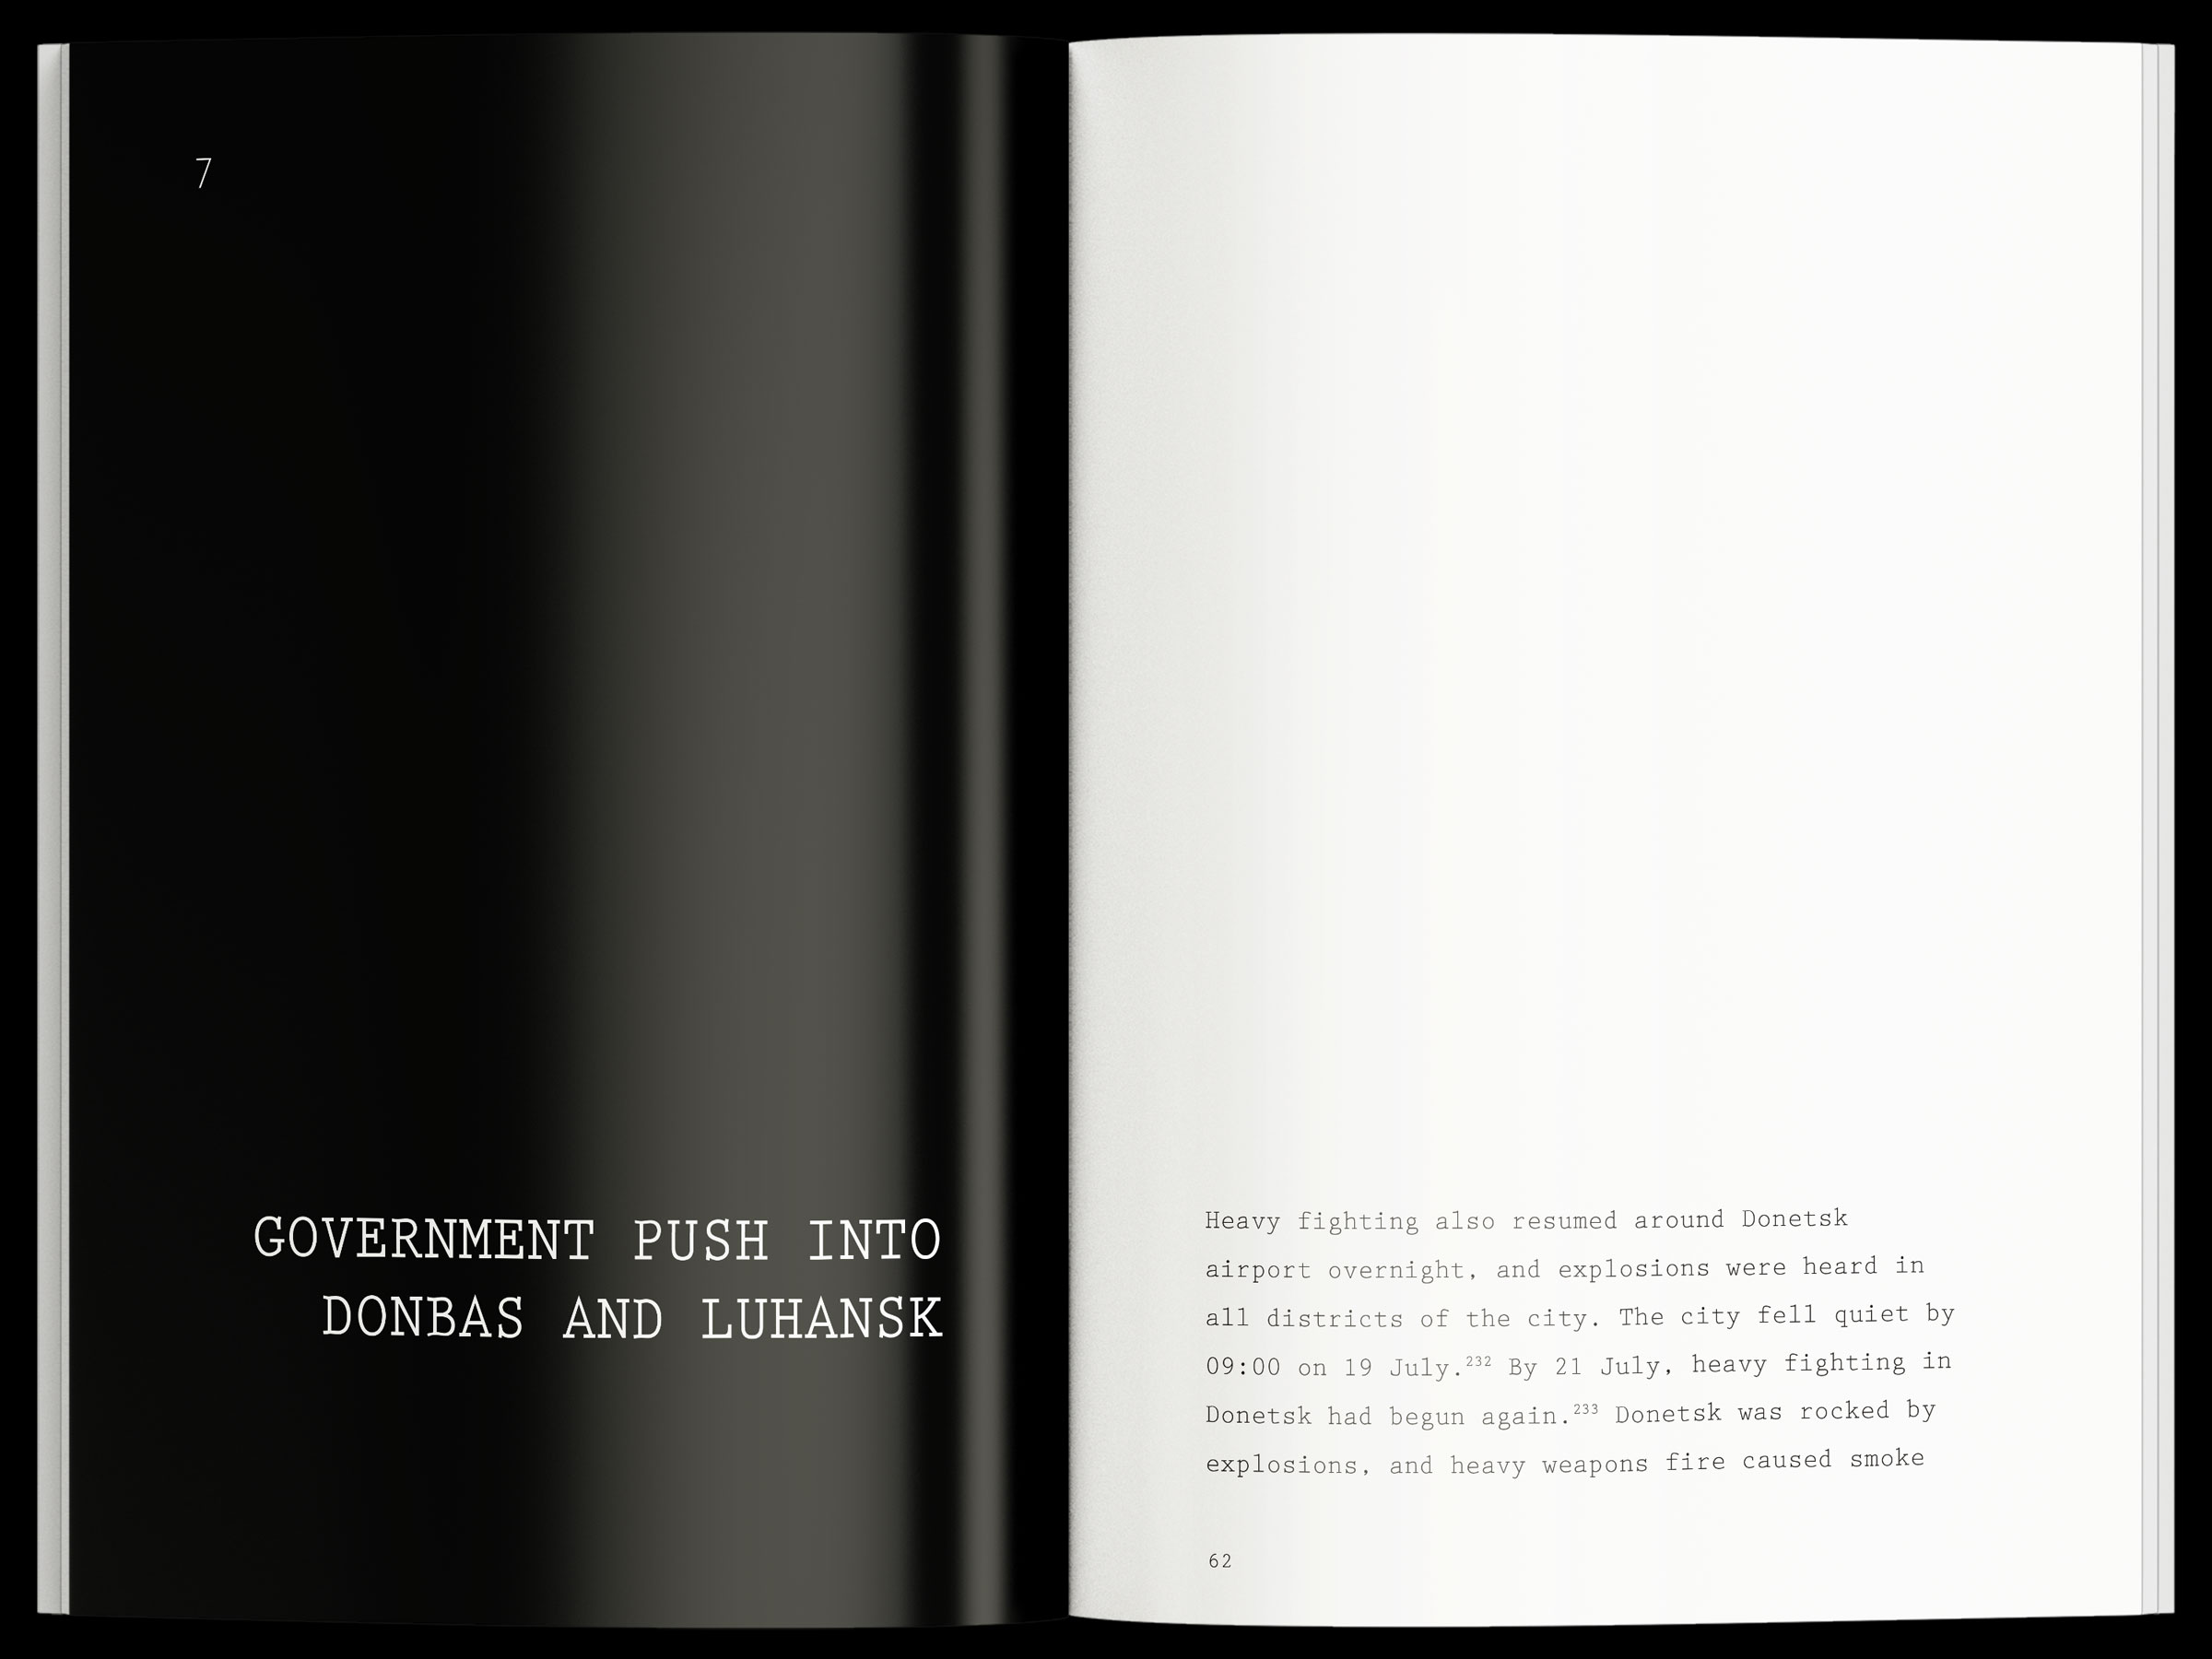 7
GOVERNMENT PUSH INTO
DONBAS AND LUHANSK
Heavy fighting also resumed around Donetsk
airport overnight, and explosions were heard in
all districts of the city. The city fell quiet by
09:00 on 19 July.²³² By 21 July, heavy fighting in
Donetsk had begun again.²³³ Donetsk was rocked by
explosions, and heavy weapons fire caused smoke
62